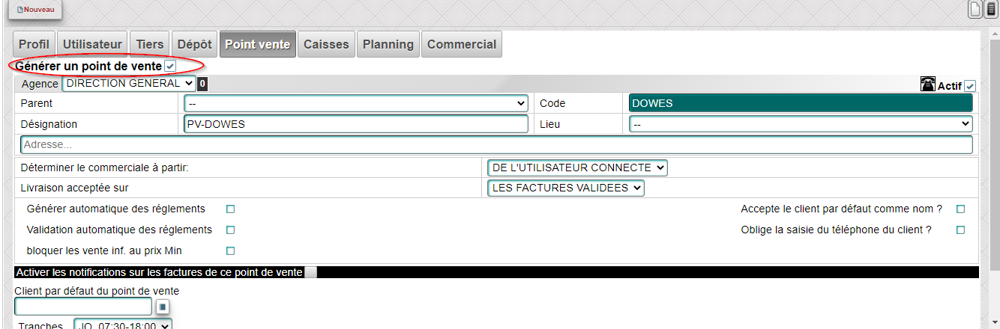 Nouveau
Profil Utilisateur Tiers Dépôt Point vente Caisses Planning Commercial
Générer un point de vente
Agence DIRECTION GENERAL 0 Actif
Parent -- Code DOWES
Désignation PV-DOWES Lieu --
Adresse...
Déterminer le commerciale à partir: DE L'UTILISATEUR CONNECTE
Livraison acceptée sur LES FACTURES VALIDEES
Générer automatique des réglements Accepte le client par défaut comme nom ?
Validation automatique des réglements Oblige la saisie du téléphone du client ?
bloquer les vente inf. au prix Min
Activer les notifications sur les factures de ce point de vente
Client par défaut du point de vente
Tranches JO 07:30-18:00